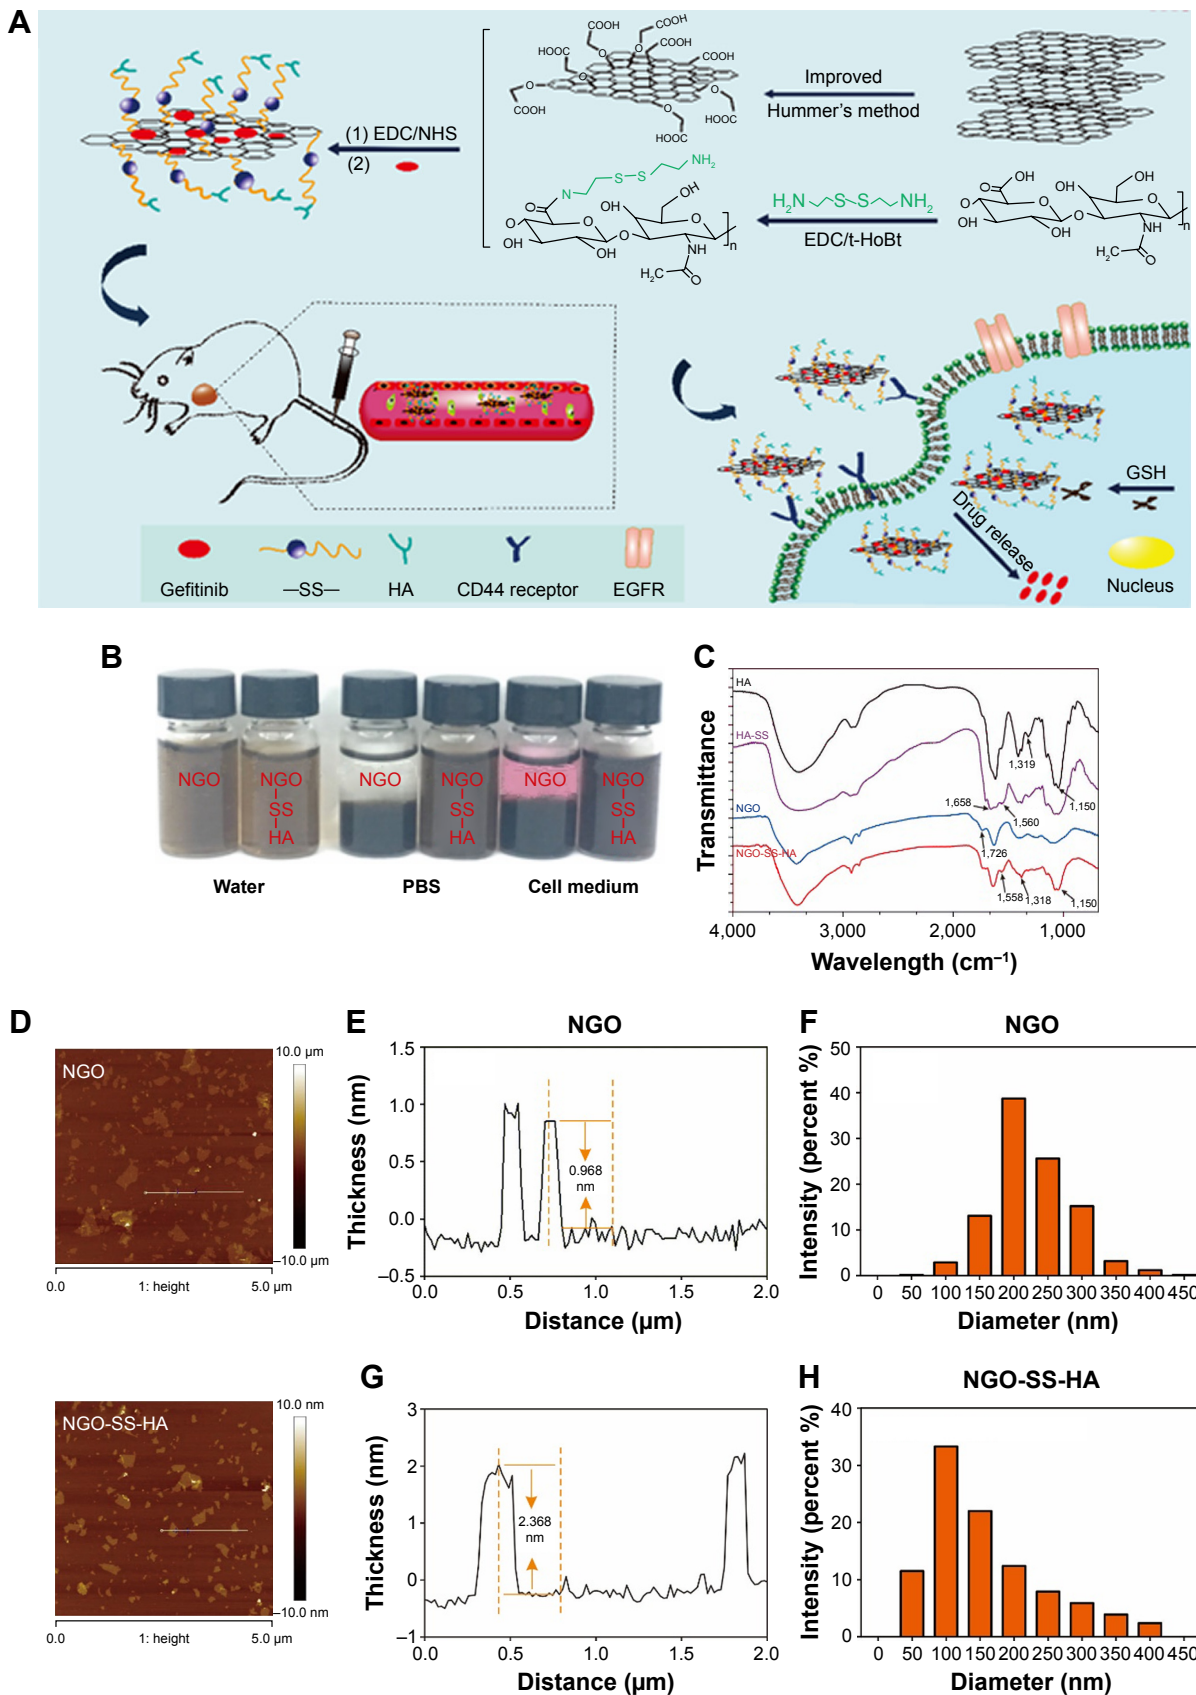 A
COOH
COOH
HOOC
COOH
COOH
COOH
HOOC
HOOC
HOOC
Improved
Hummer's method
(1) EDC/NHS
(2)
NH2
S
S
N
O
OH
OH
O
O
OH
O
OH
O
NH
n
H2C
O
H2N
S
S
NH2
EDC/t-HoBt
O
OH
OH
OH
O
OH
O
OH
O
O
NH
n
H2C
O
GSH
Drug release
Nucleus
Gefitinib
—SS—
HA
CD44 receptor
EGFR
B
NGO
NGO
SS
HA
NGO
NGO
SS
HA
NGO
NGO
SS
HA
Water
PBS
Cell medium
C
Transmittance
HA
HA-SS
NGO
NGO-SS-HA
1,319
1,150
1,658
1,560
1,726
1,558
1,318
1,150
4,000
3,000
2,000
1,000
Wavelength (cm–1)
D
NGO
10.0 µm
–10.0 µm
0.0
1: height
5.0 µm
NGO-SS-HA
10.0 nm
–10.0 nm
0.0
1: height
5.0 µm
E
NGO
Thickness (nm)
1.5
1.0
0.5
0.0
–0.5
0.968
nm
0.0
0.5
1.0
1.5
2.0
Distance (µm)
F
NGO
Intensity (percent %)
50
40
30
20
10
0
0 50 100 150 200 250 300 350 400 450
Diameter (nm)
G
Thickness (nm)
3
2
1
0
–1
2.368
nm
0.0
0.5
1.0
1.5
2.0
Distance (µm)
H
NGO-SS-HA
Intensity (percent %)
40
30
20
10
0
0 50 100 150 200 250 300 350 400 450
Diameter (nm)